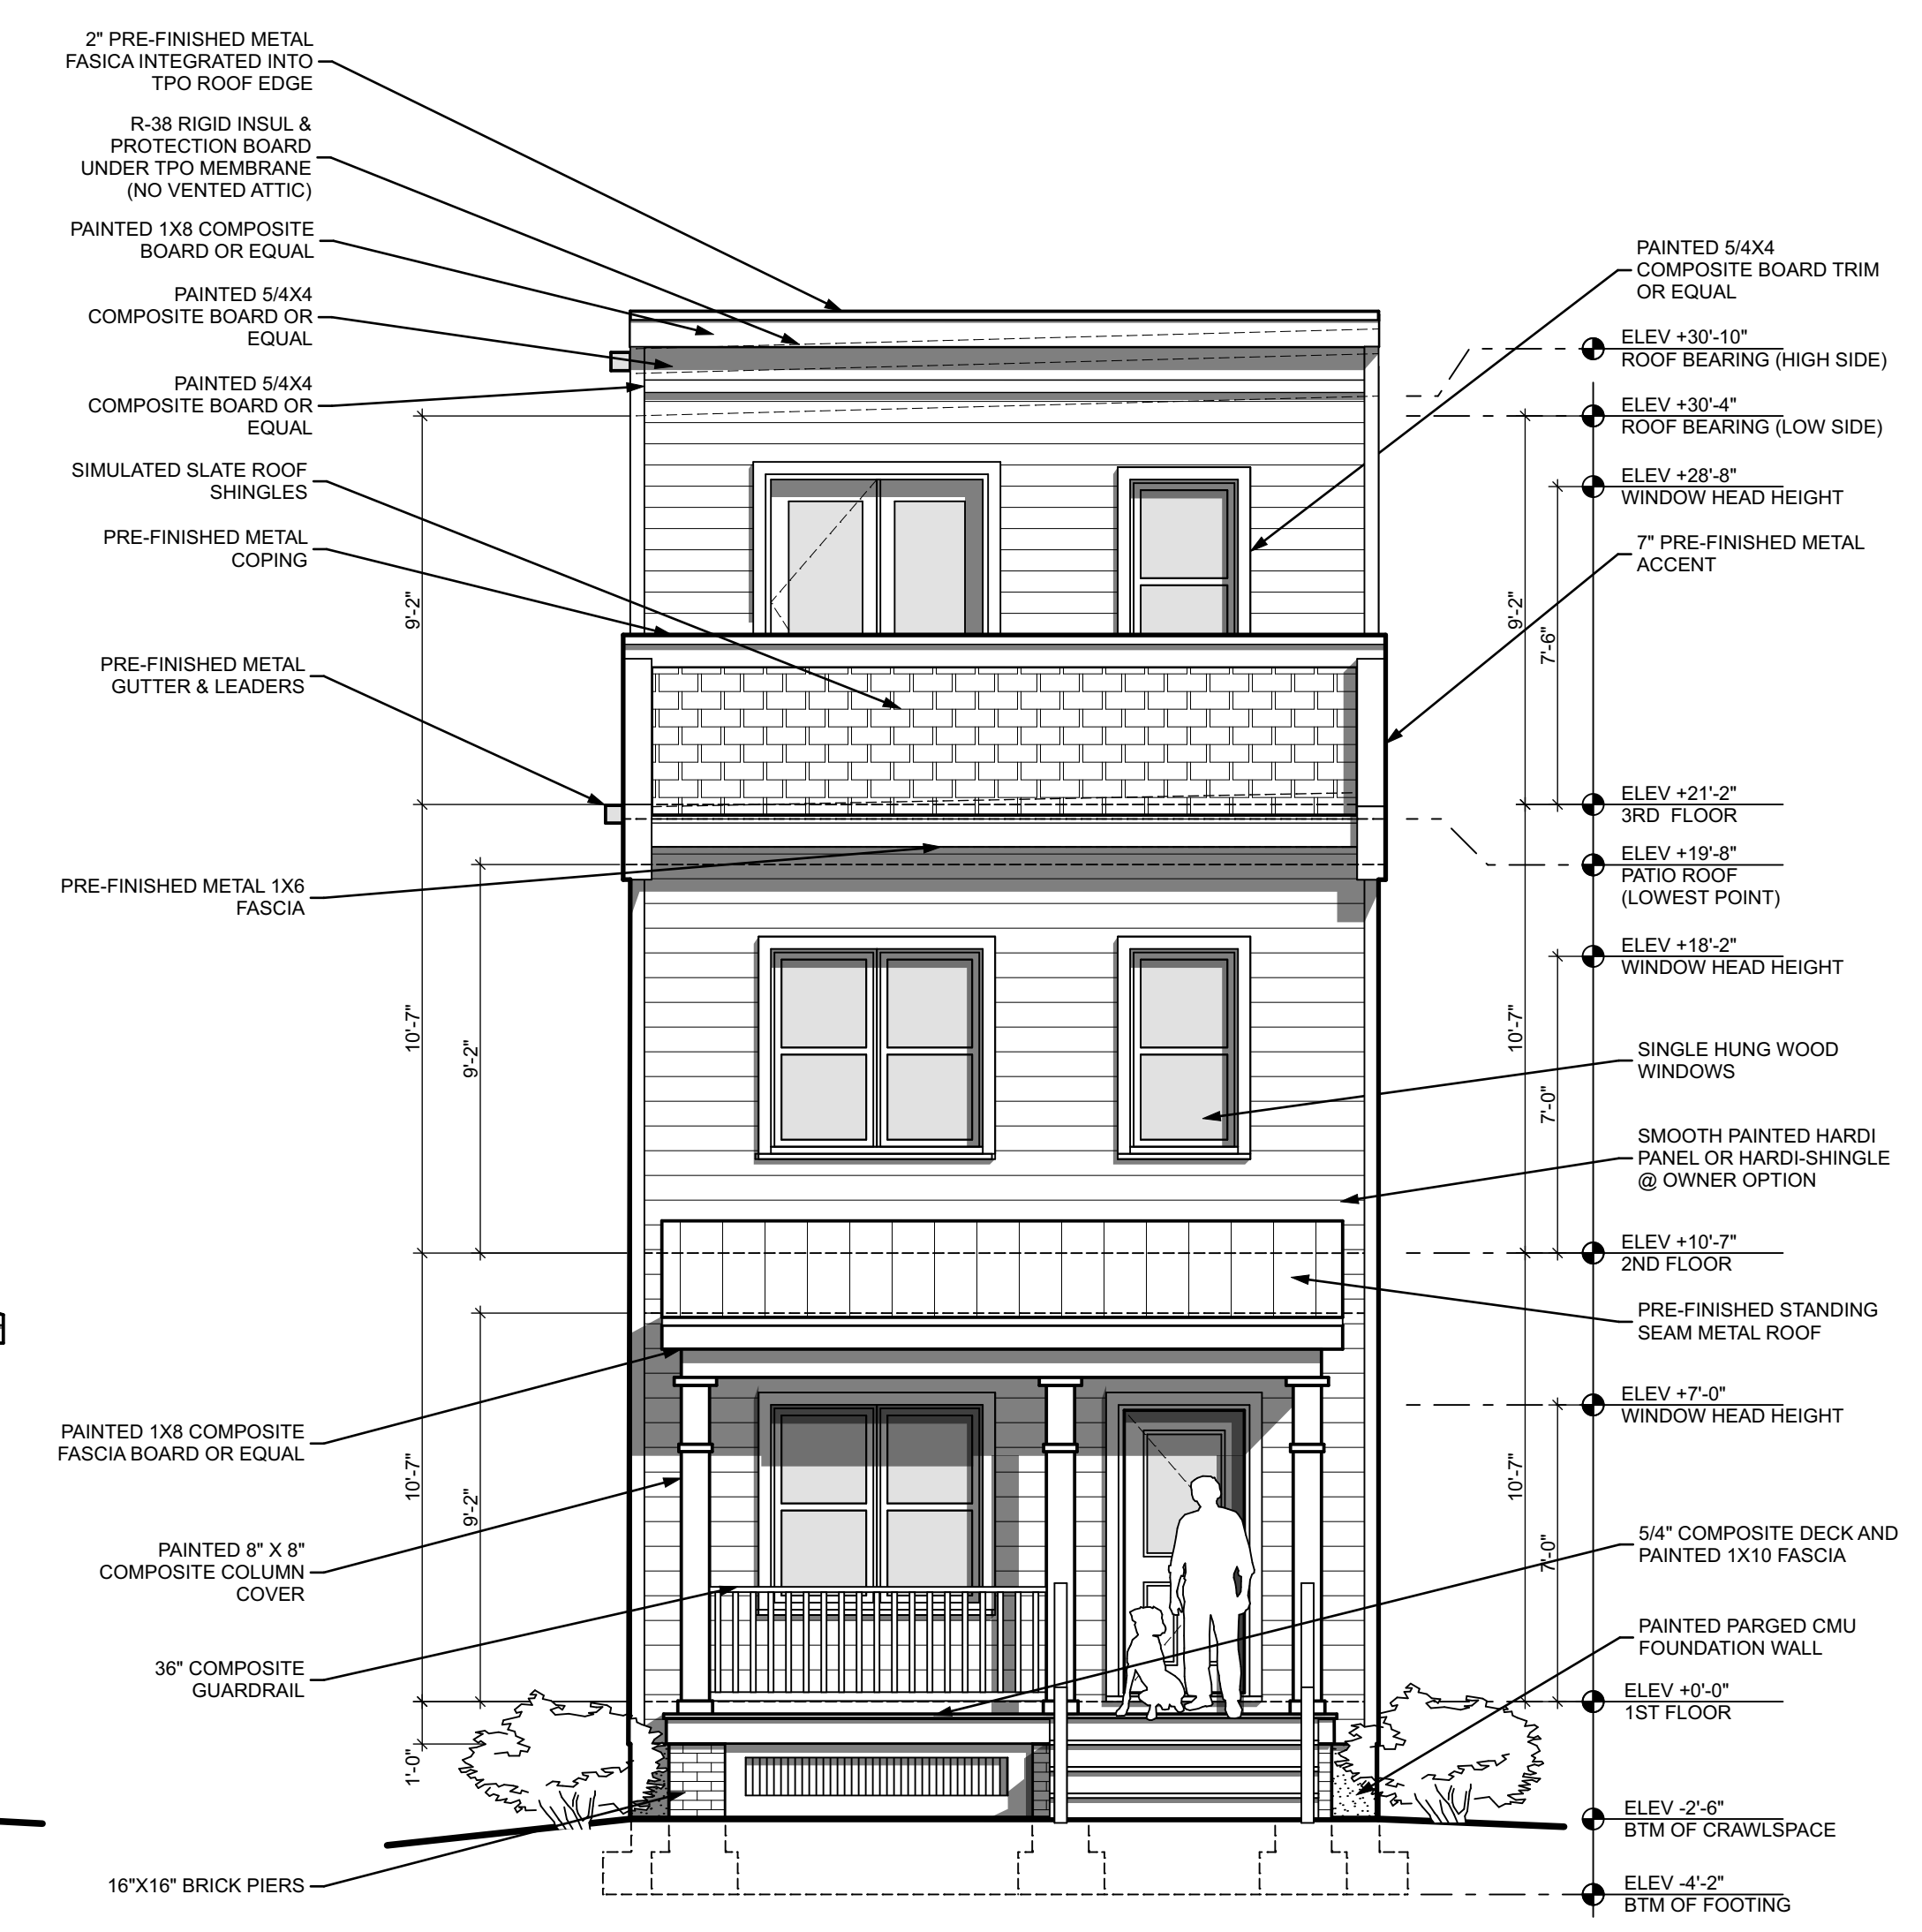 2" PRE-FINISHED METAL
FASICA INTEGRATED INTO
TPO ROOF EDGE
R-38 RIGID INSUL &
PROTECTION BOARD
UNDER TPO MEMBRANE
(NO VENTED ATTIC)
PAINTED 1X8 COMPOSITE
BOARD OR EQUAL
PAINTED 5/4X4
COMPOSITE BOARD OR
EQUAL
PAINTED 5/4X4
COMPOSITE BOARD OR
EQUAL
SIMULATED SLATE ROOF
SHINGLES
PRE-FINISHED METAL
COPING
PRE-FINISHED METAL
GUTTER & LEADERS
PRE-FINISHED METAL 1X6
FASCIA
PAINTED 1X8 COMPOSITE
FASCIA BOARD OR EQUAL
PAINTED 8" X 8"
COMPOSITE COLUMN
COVER
36" COMPOSITE
GUARDRAIL
16"X16" BRICK PIERS
9'-2"
10'-7"
9'-2"
10'-7"
9'-2"
1'-0"
PAINTED 5/4X4
COMPOSITE BOARD TRIM
OR EQUAL
7" PRE-FINISHED METAL
ACCENT
SINGLE HUNG WOOD
WINDOWS
SMOOTH PAINTED HARDI
PANEL OR HARDI-SHINGLE
@ OWNER OPTION
PRE-FINISHED STANDING
SEAM METAL ROOF
5/4" COMPOSITE DECK AND
PAINTED 1X10 FASCIA
PAINTED PARGED CMU
FOUNDATION WALL
9'-2"
7'-6"
10'-7"
7'-0"
10'-7"
7'-0"
ELEV +30'-10"
ROOF BEARING (HIGH SIDE)
ELEV +30'-4"
ROOF BEARING (LOW SIDE)
ELEV +28'-8"
WINDOW HEAD HEIGHT
ELEV +21'-2"
3RD FLOOR
ELEV +19'-8"
PATIO ROOF
(LOWEST POINT)
ELEV +18'-2"
WINDOW HEAD HEIGHT
ELEV +10'-7"
2ND FLOOR
ELEV +7'-0"
WINDOW HEAD HEIGHT
ELEV +0'-0"
1ST FLOOR
ELEV -2'-6"
BTM OF CRAWLSPACE
ELEV -4'-2"
BTM OF FOOTING